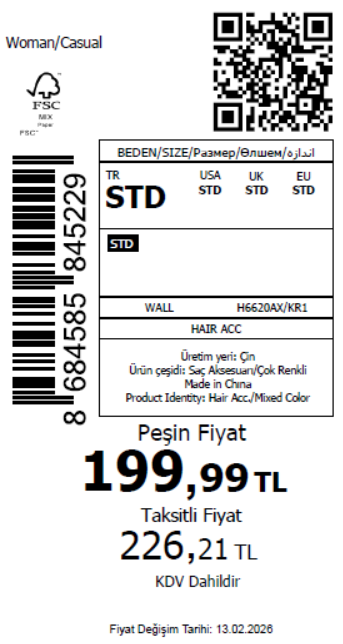 Woman/Casual
FSC
MIX
Paper
FSC™
BEDEN/SIZE/Размер/Өлшем/اندازه
TR
USA
UK
EU
STD
STD
STD
STD
STD
WALL
H6620AX/KR1
HAIR ACC
Üretim yeri: Çin
Ürün çeşidi: Saç Aksesuarı/Çok Renkli
Made in China
Product Identity: Hair Acc./Mixed Color
8 684585 845229
Peşin Fiyat
199,99 TL
Taksitli Fiyat
226,21 TL
KDV Dahildir
Fiyat Değişim Tarihi: 13.02.2026